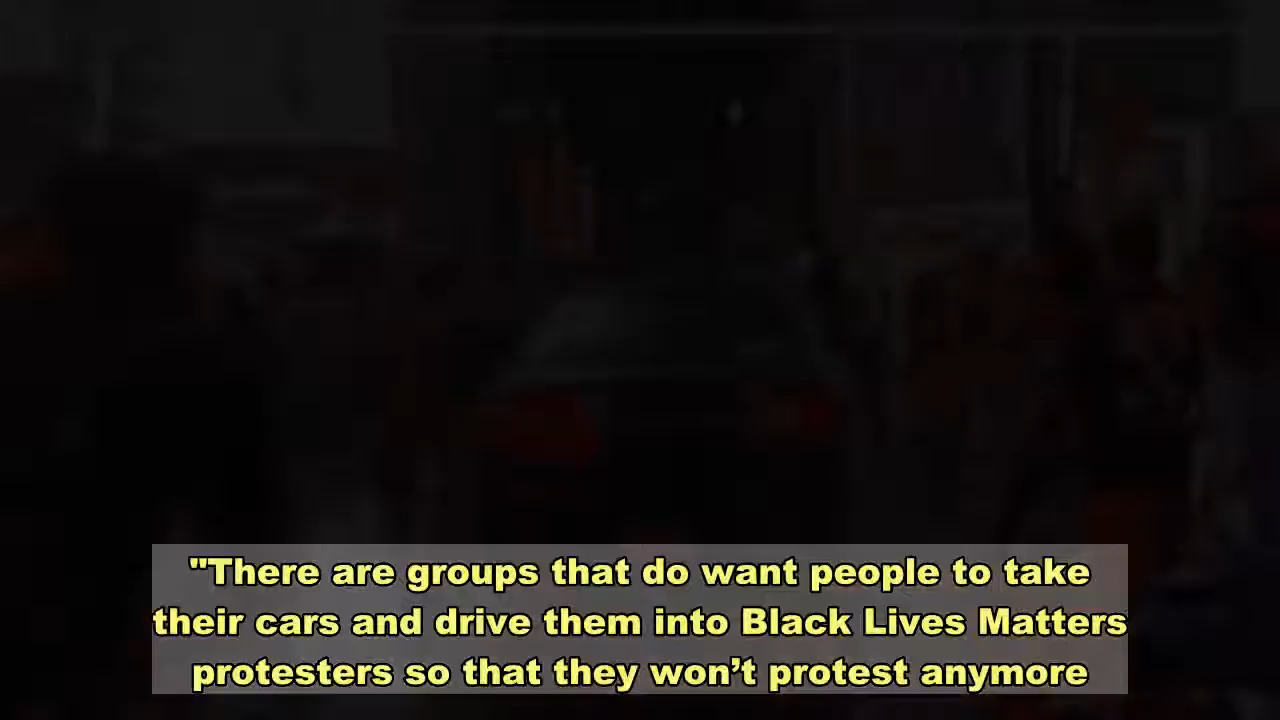 "There are groups that do want people to take
their cars and drive them into Black Lives Matters
protesters so that they won’t protest anymore